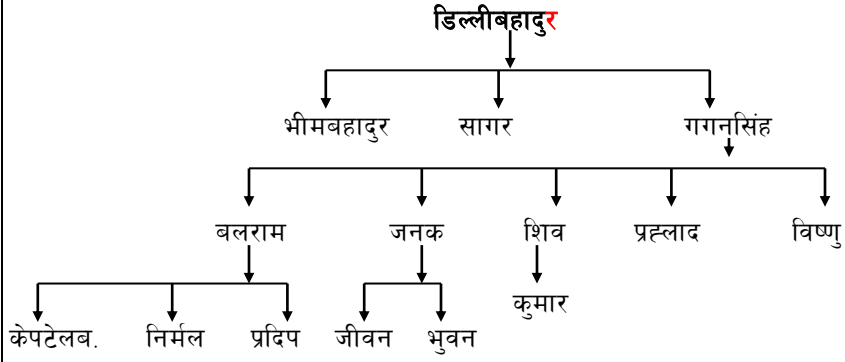 डिल्लीबहादुर
भीमबहादुर सागर गगनसिंह
बलराम जनक शिव प्रह्लाद विष्णु
कुमार
केपटेलब. निर्मल प्रदिप जीवन भुवन